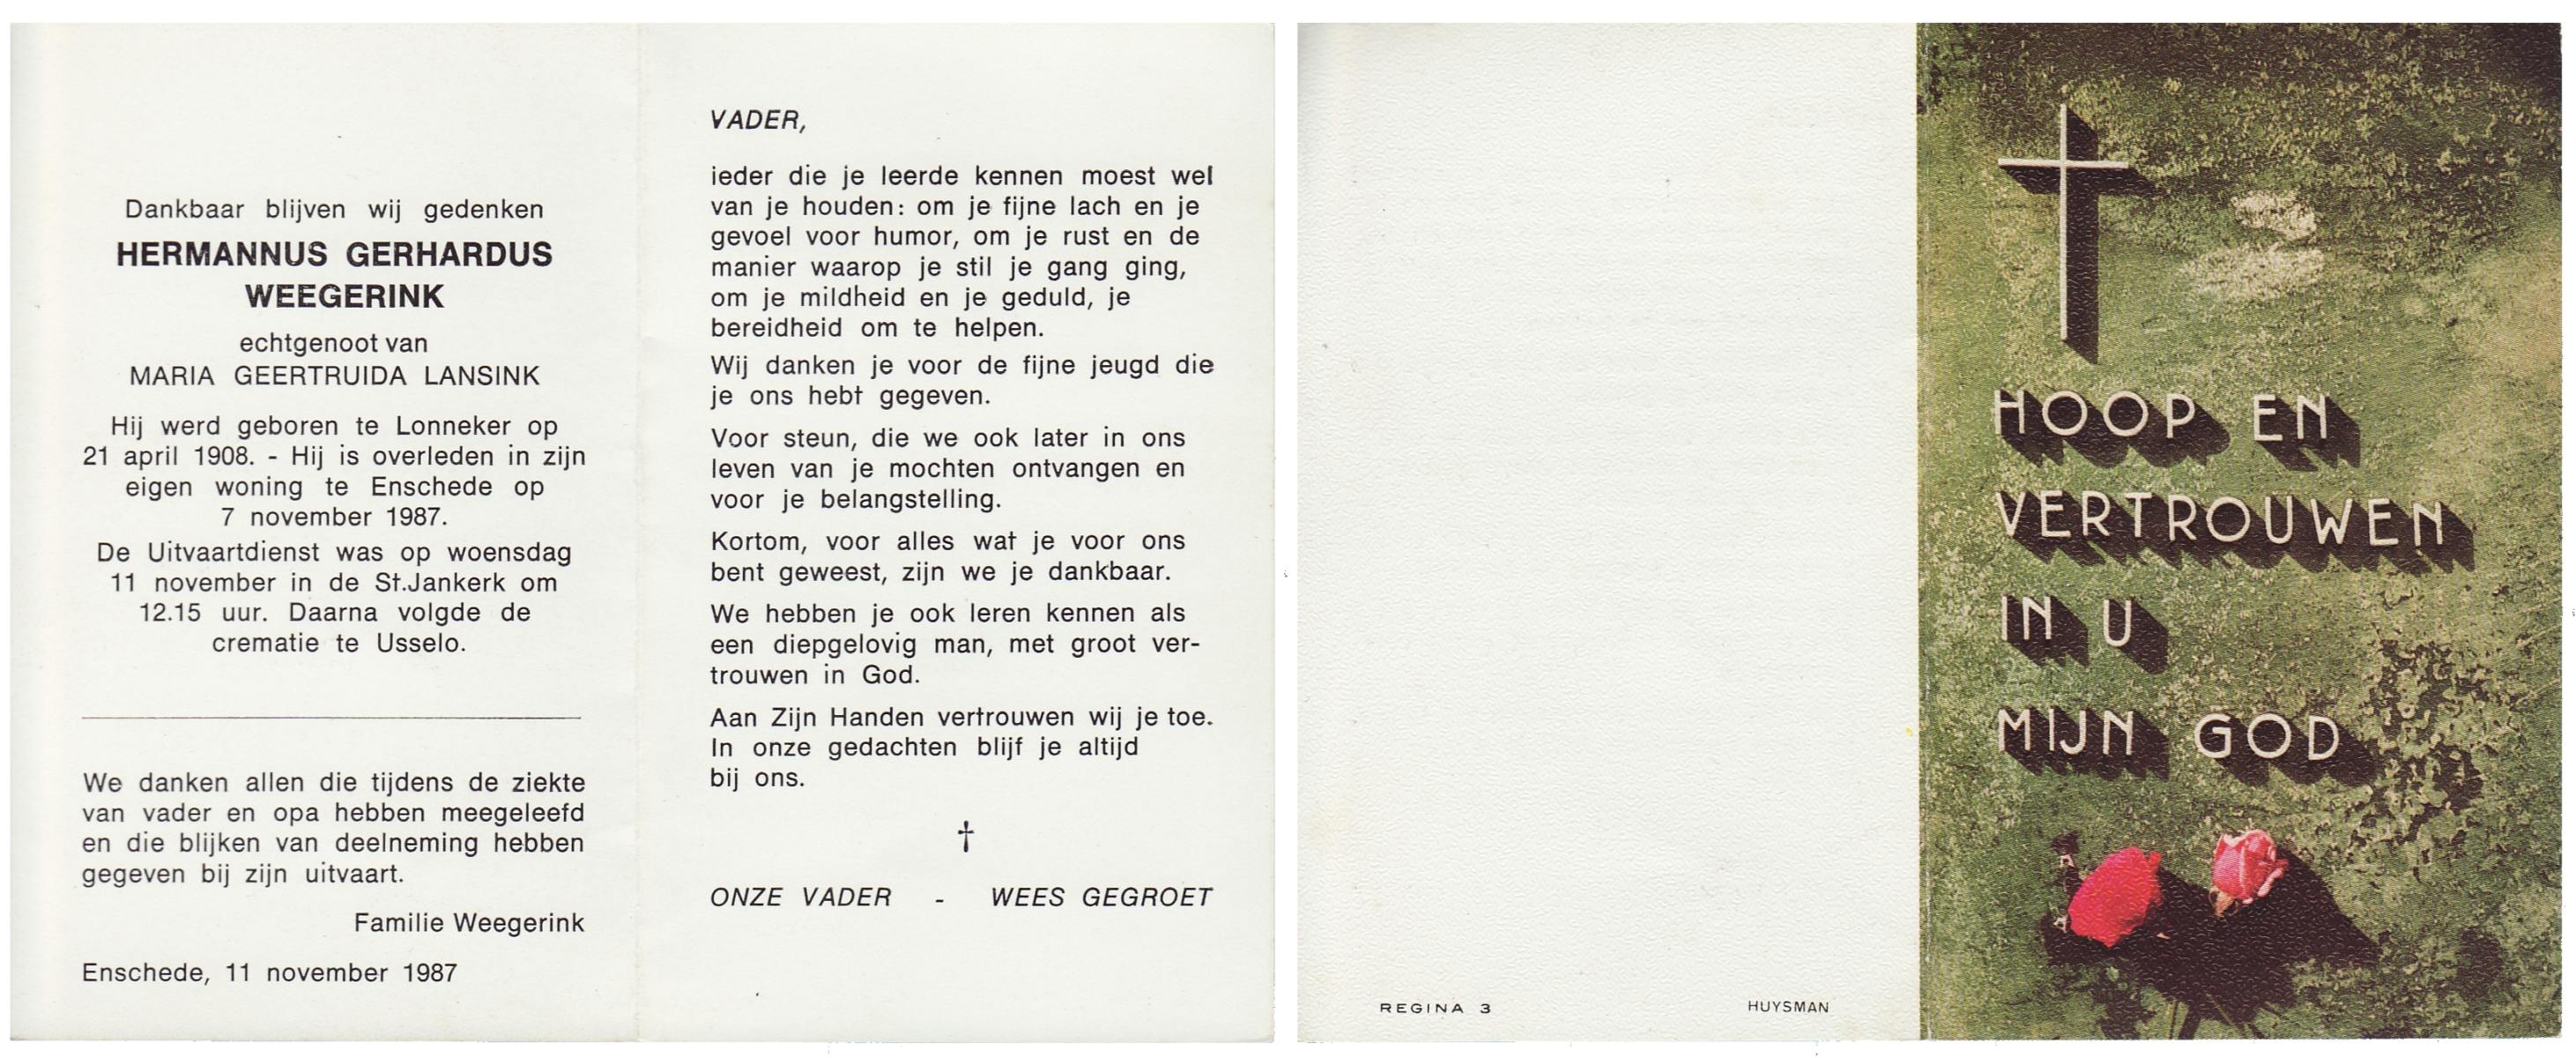 Dankbaar blijven wij gedenken
HERMANNUS GERHARDUS
WEEGERINK
echtgenoot van
MARIA GEERTRUIDA LANSINK
Hij werd geboren te Lonneker op
21 april 1908. - Hij is overleden in zijn
eigen woning te Enschede op
7 november 1987.
De Uitvaartdienst was op woensdag
11 november in de St.Jankerk om
12.15 uur. Daarna volgde de
crematie te Usselo.
We danken allen die tijdens de ziekte
van vader en opa hebben meegeleefd
en die blijken van deelneming hebben
gegeven bij zijn uitvaart.
Familie Weegerink
Enschede, 11 november 1987
VADER,
ieder die je leerde kennen moest wel
van je houden: om je fijne lach en je
gevoel voor humor, om je rust en de
manier waarop je stil je gang ging,
om je mildheid en je geduld, je
bereidheid om te helpen.
Wij danken je voor de fijne jeugd die
je ons hebt gegeven.
Voor steun, die we ook later in ons
leven van je mochten ontvangen en
voor je belangstelling.
Kortom, voor alles wat je voor ons
bent geweest, zijn we je dankbaar.
We hebben je ook leren kennen als
een diepgelovig man, met groot ver-
trouwen in God.
Aan Zijn Handen vertrouwen wij je toe.
In onze gedachten blijf je altijd
bij ons.
†
ONZE VADER - WEES GEGROET
REGINA 3 HUYSMAN
HOOP EN
VERTROUWEN
IN U
MIJN GOD